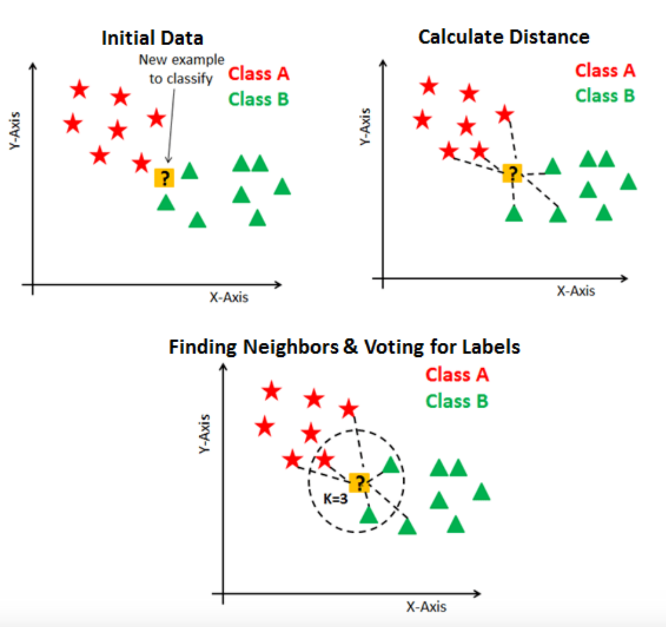 Initial Data
New example
to classify
Class A
Class B
Y-Axis
?
X-Axis
Calculate Distance
Class A
Class B
Y-Axis
?
X-Axis
Finding Neighbors & Voting for Labels
Class A
Class B
Y-Axis
?
K=3
X-Axis